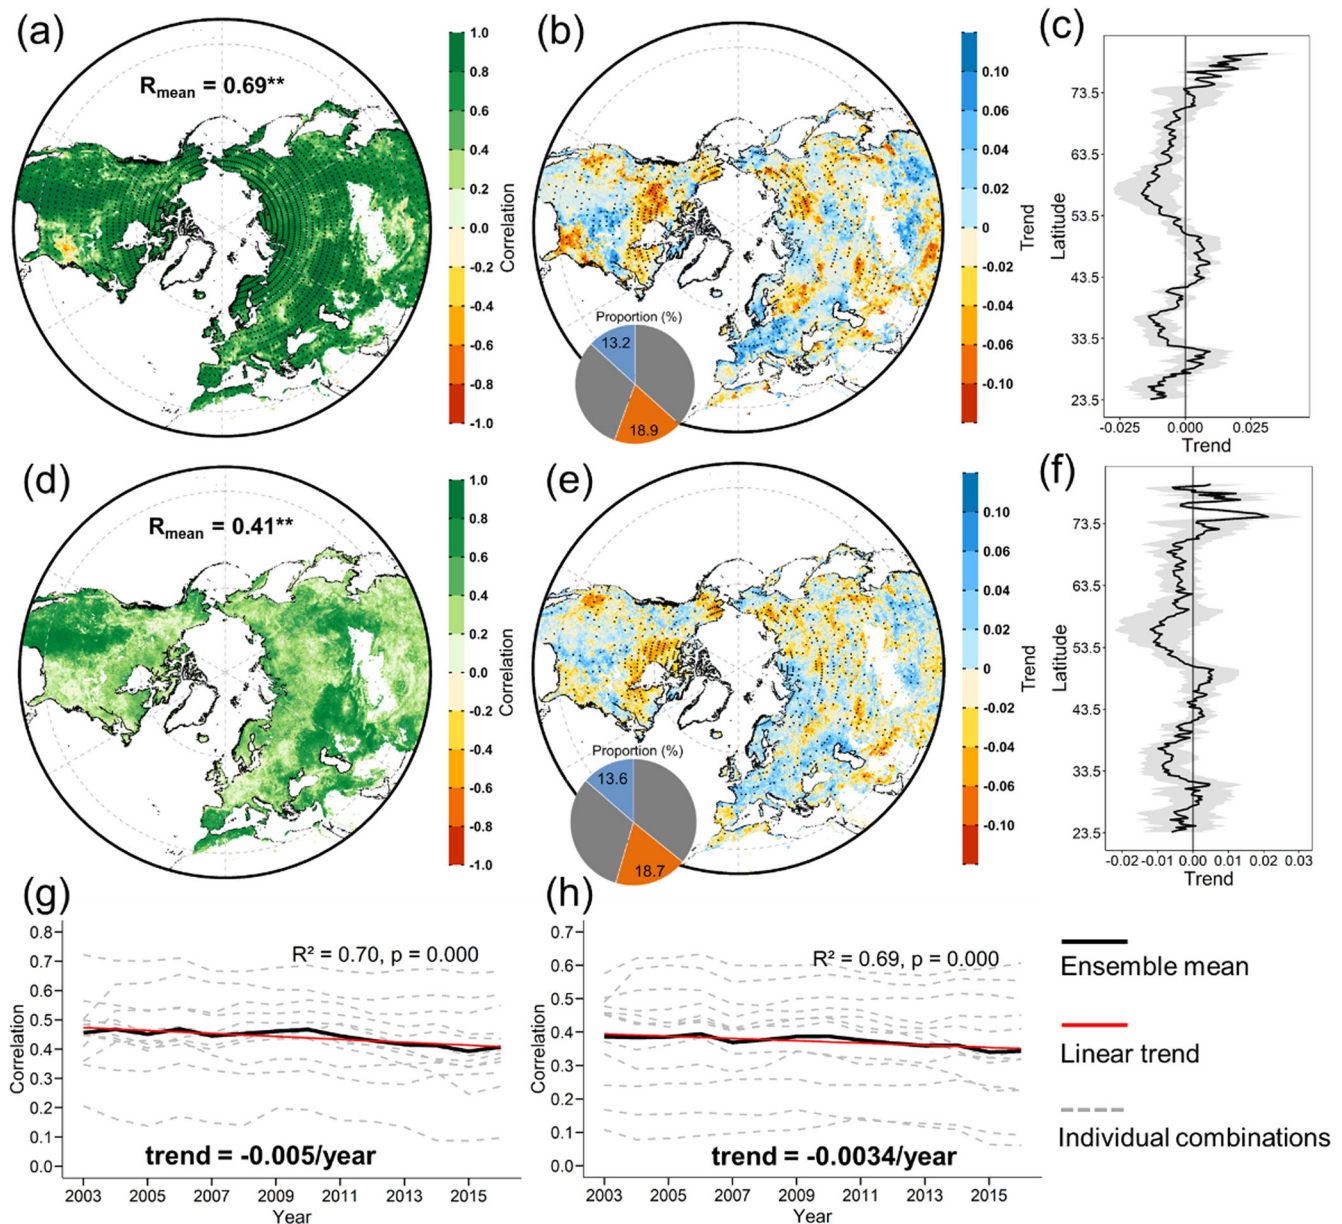 (a)
R_mean = 0.69**
1.0
0.8
0.6
0.4
0.2
0.0
-0.2
-0.4
-0.6
-0.8
-1.0
Correlation
(b)
Proportion (%)
13.2
18.9
0.10
0.06
0.04
0.02
0
-0.02
-0.04
-0.06
-0.10
Trend
(c)
73.5
63.5
53.5
43.5
33.5
23.5
Latitude
-0.025 0.000 0.025
Trend
(d)
R_mean = 0.41**
1.0
0.8
0.6
0.4
0.2
0.0
-0.2
-0.4
-0.6
-0.8
-1.0
Correlation
(e)
Proportion (%)
13.6
18.7
0.10
0.06
0.04
0.02
0
-0.02
-0.04
-0.06
-0.10
Trend
(f)
73.5
63.5
53.5
43.5
33.5
23.5
Latitude
-0.02 -0.01 0.00 0.01 0.02 0.03
Trend
(g)
0.8
0.7
0.6
0.5
0.4
0.3
0.2
0.1
0.0
Correlation
R² = 0.70, p = 0.000
trend = -0.005/year
2003 2005 2007 2009 2011 2013 2015
Year
(h)
0.7
0.6
0.5
0.4
0.3
0.2
0.1
0.0
Correlation
R² = 0.69, p = 0.000
trend = -0.0034/year
2003 2005 2007 2009 2011 2013 2015
Year
Ensemble mean
Linear trend
Individual combinations